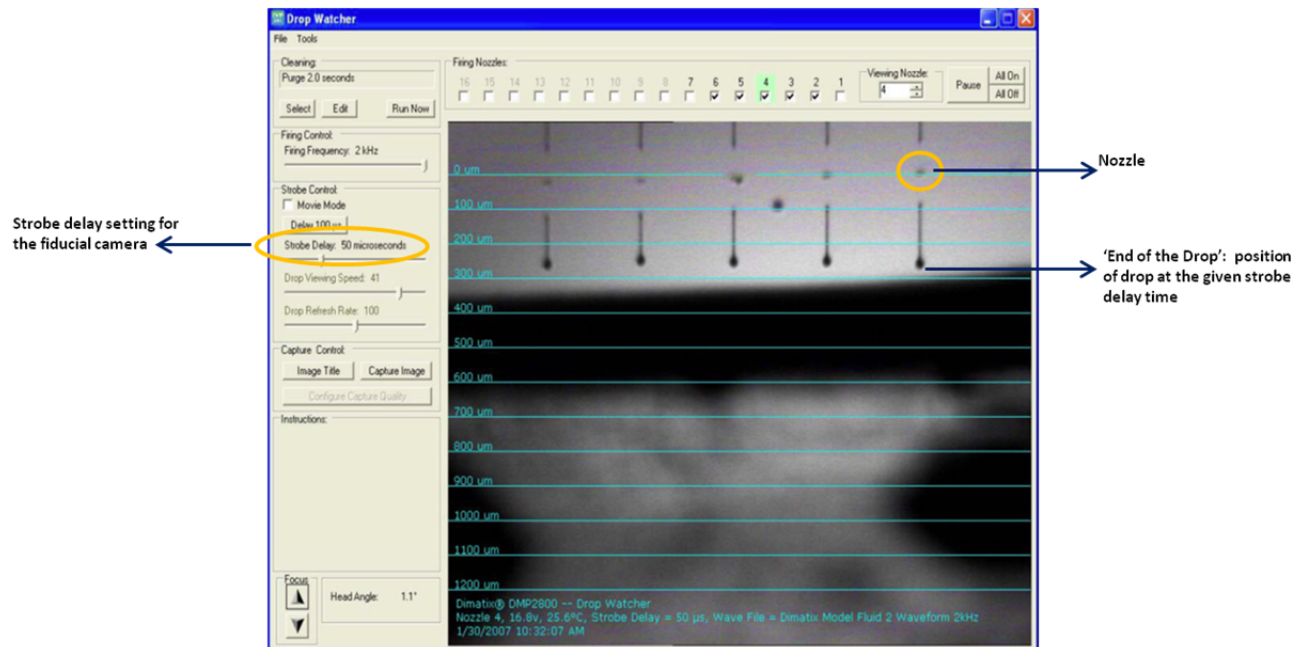 Drop Watcher
File Tools
Cleaning:
Purge 2.0 seconds
Select Edit Run Now
Firing Control:
Firing Frequency: 2 kHz
Strobe Control:
Movie Mode
Delay 100 us
Strobe Delay: 50 microseconds
Drop Viewing Speed: 41
Drop Refresh Rate: 100
Capture Control:
Image Title Capture Image
Configure Capture Quality
Instructions:
Focus
Head Angle: 1.1°
Firing Nozzles:
16 15 14 13 12 11 10 9 8 7 6 5 4 3 2 1
Viewing Nozzle:
4
Pause
All On
All Off
0 um
100 um
200 um
300 um
400 um
500 um
600 um
700 um
800 um
900 um
1000 um
1100 um
1200 um
Dimatix® DMP2800 -- Drop Watcher
Nozzle 4, 16.8v, 25.6ºC, Strobe Delay = 50 µs, Wave File = Dimatix Model Fluid 2 Waveform 2kHz
1/30/2007 10:32:07 AM
Strobe delay setting for
the fiducial camera
Nozzle
'End of the Drop': position
of drop at the given strobe
delay time